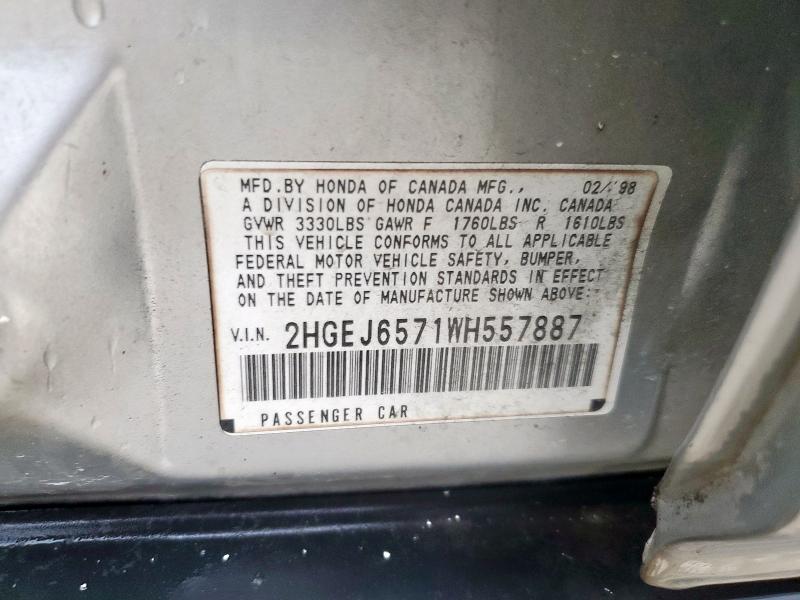 MFD.BY HONDA OF CANADA MFG., 02/'98
A DIVISION OF HONDA CANADA INC. CANADA
GVWR 3330LBS GAWR F 1760LBS R 1610LBS
THIS VEHICLE CONFORMS TO ALL APPLICABLE
FEDERAL MOTOR VEHICLE SAFETY, BUMPER,
AND THEFT PREVENTION STANDARDS IN EFFECT
ON THE DATE OF MANUFACTURE SHOWN ABOVE:
V.I.N. 2HGEJ6571WH557887
PASSENGER CAR